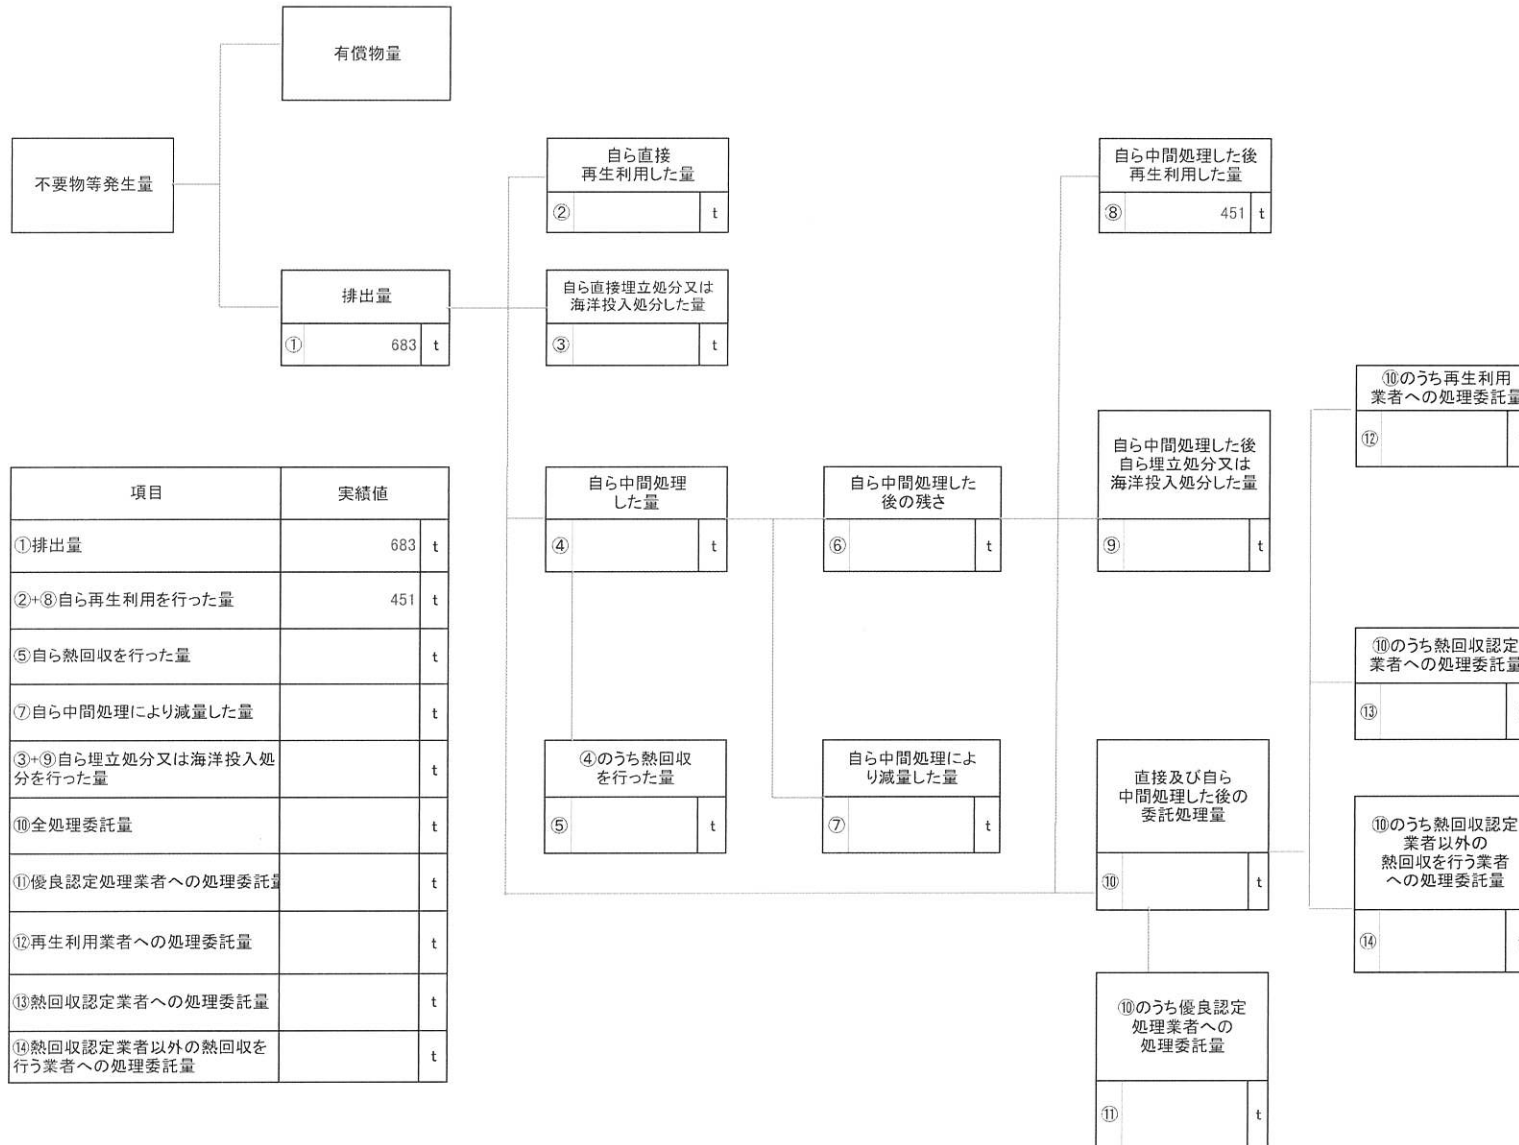 有償物量
不要物等発生量
排出量
① 683 t
自ら直接
再生利用した量
② t
自ら直接埋立処分又は
海洋投入処分した量
③ t
自ら中間処理
した量
④ t
④のうち熱回収
を行った量
⑤ t
自ら中間処理した
後の残さ
⑥ t
自ら中間処理によ
り減量した量
⑦ t
自ら中間処理した後
再生利用した量
⑧ 451 t
自ら中間処理した後
自ら埋立処分又は
海洋投入処分した量
⑨ t
直接及び自ら
中間処理した後の
委託処理量
⑩ t
⑩のうち優良認定
処理業者への
処理委託量
⑪ t
⑩のうち再生利用
業者への処理委託量
⑫
⑩のうち熱回収認定
業者への処理委託量
⑬
⑩のうち熱回収認定
業者以外の
熱回収を行う業者
への処理委託量
⑭
項目 実績値
①排出量 683 t
②+⑧自ら再生利用を行った量 451 t
⑤自ら熱回収を行った量 t
⑦自ら中間処理により減量した量 t
③+⑨自ら埋立処分又は海洋投入処
分を行った量 t
⑩全処理委託量 t
⑪優良認定処理業者への処理委託量 t
⑫再生利用業者への処理委託量 t
⑬熱回収認定業者への処理委託量 t
⑭熱回収認定業者以外の熱回収を
行う業者への処理委託量 t